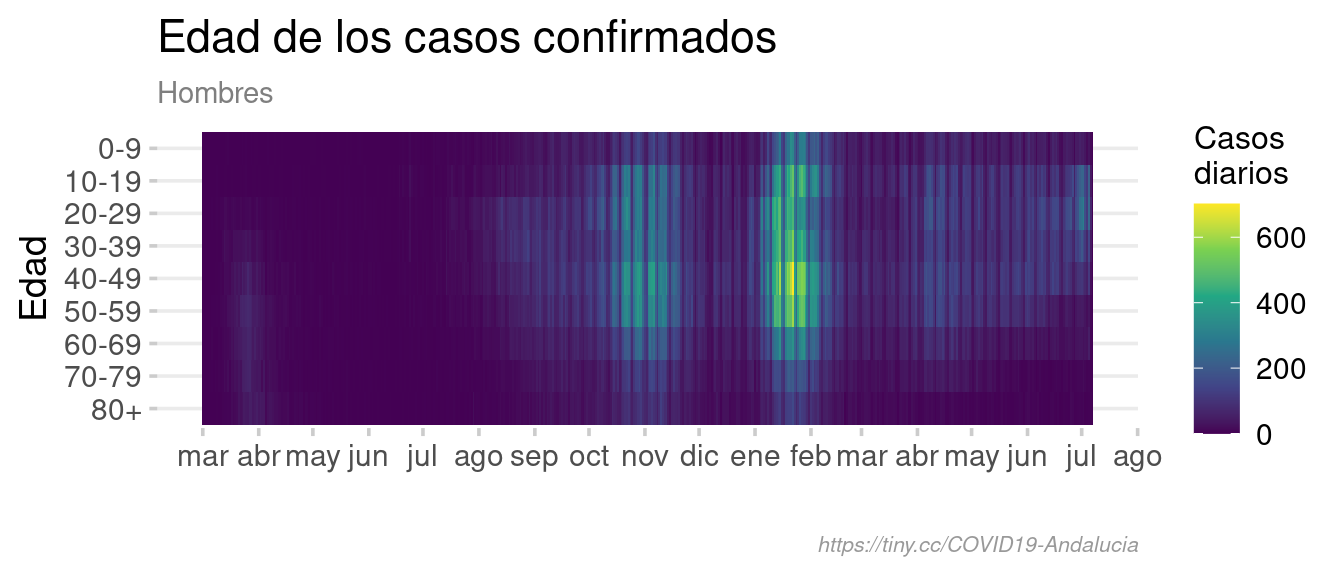 Edad de los casos confirmados
Hombres
Edad
0-9
10-19
20-29
30-39
40-49
50-59
60-69
70-79
80+
mar abr may jun jul ago sep oct nov dic ene feb mar abr may jun jul ago
Casos
diarios
600
400
200
0
https://tiny.cc/COVID19-Andalucia